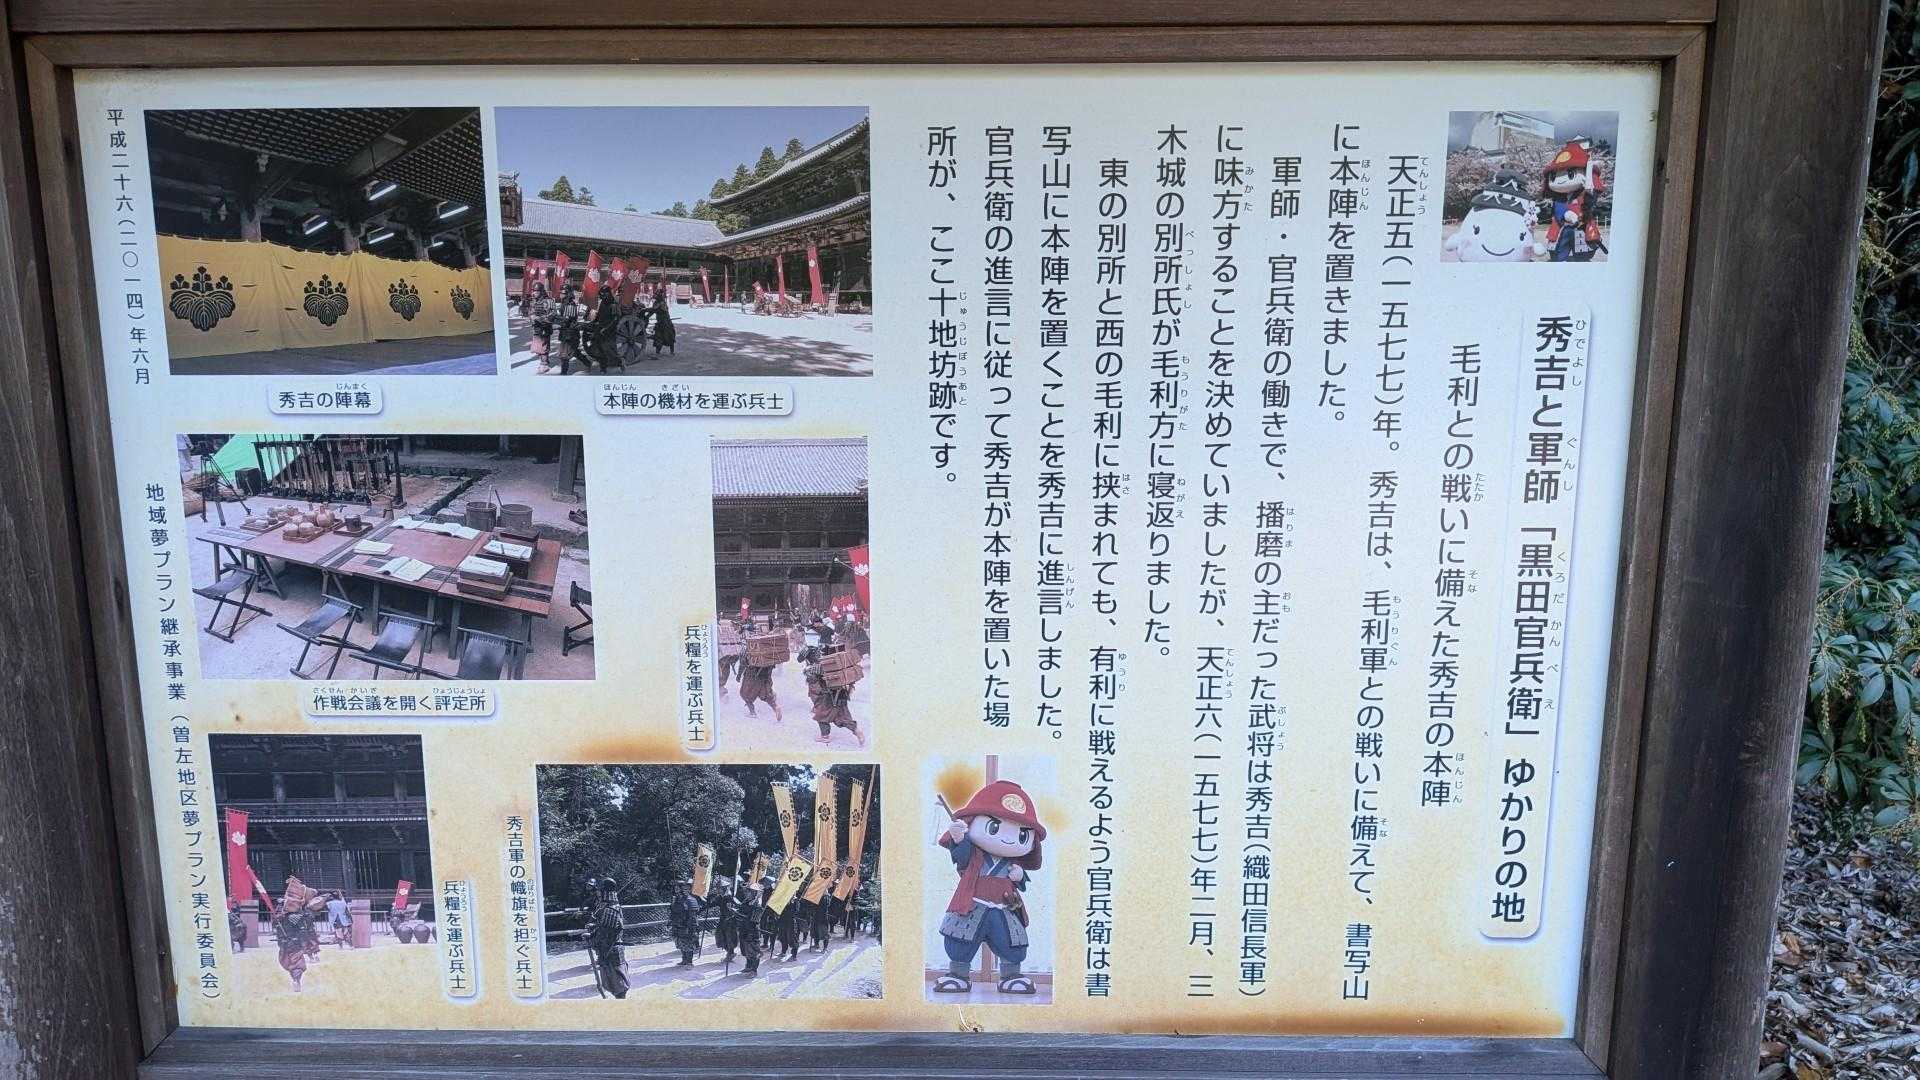 秀吉と軍師「黒田官兵衛」ゆかりの地
毛利との戦いに備えた秀吉の本陣
天正五(一五七七)年。秀吉は、毛利軍との戦いに備えて、書写山
に本陣を置きました。
軍師・官兵衛の働きで、播磨の主だった武将は秀吉(織田信長軍)
に味方することを決めていましたが、天正六(一五七七)年二月、三
木城の別所氏が毛利方に寝返りました。
東の別所と西の毛利に挟まれても、有利に戦えるよう官兵衛は書
写山に本陣を置くことを秀吉に進言しました。
官兵衛の進言に従って秀吉が本陣を置いた場
所が、ここ十地坊跡です。
本陣の機材を運ぶ兵士
秀吉の陣幕
兵糧を運ぶ兵士
作戦会議を開く評定所
秀吉軍の幟旗を担ぐ兵士
兵糧を運ぶ兵士
平成二十六(二〇一四)年六月
地域夢プラン継承事業(曽左地区夢プラン実行委員会)